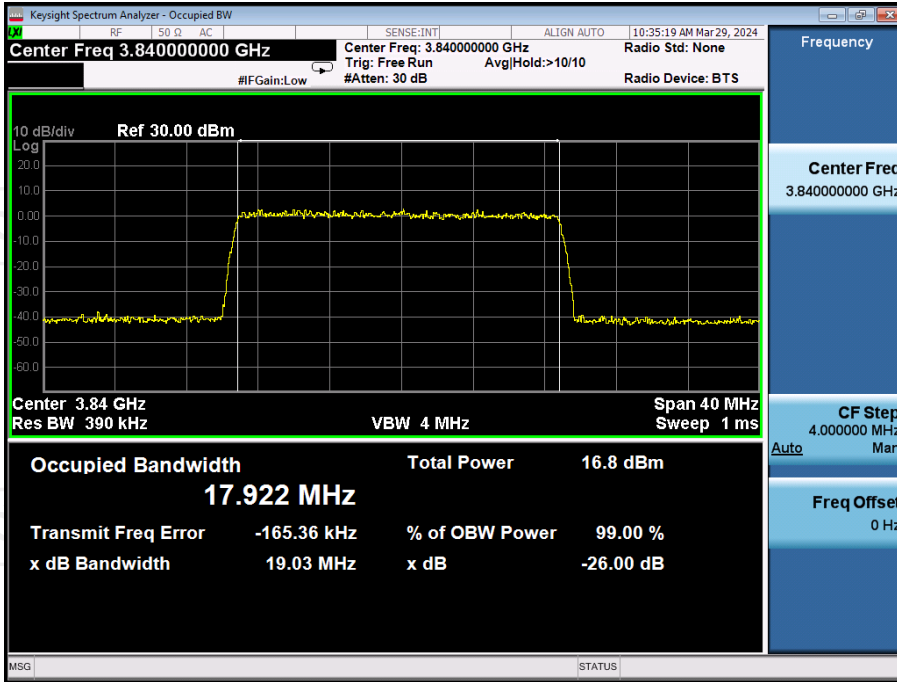 Keysight Spectrum Analyzer - Occupied BW
LXI RF 50 Ω AC SENSE:INT ALIGN AUTO 10:35:19 AM Mar 29, 2024
Center Freq 3.840000000 GHz
Center Freq: 3.840000000 GHz
Radio Std: None
Trig: Free Run Avg|Hold:>10/10
#IFGain:Low
#Atten: 30 dB
Radio Device: BTS
10 dB/div Ref 30.00 dBm
Log
20.0
10.0
0.00
-10.0
-20.0
-30.0
-40.0
-50.0
-60.0
Center 3.84 GHz Span 40 MHz
Res BW 390 kHz VBW 4 MHz Sweep 1 ms
Occupied Bandwidth Total Power 16.8 dBm
17.922 MHz
Transmit Freq Error -165.36 kHz % of OBW Power 99.00 %
x dB Bandwidth 19.03 MHz x dB -26.00 dB
Frequency
Center Freq
3.840000000 GHz
CF Step
4.000000 MHz
Auto Man
Freq Offset
0 Hz
MSG STATUS